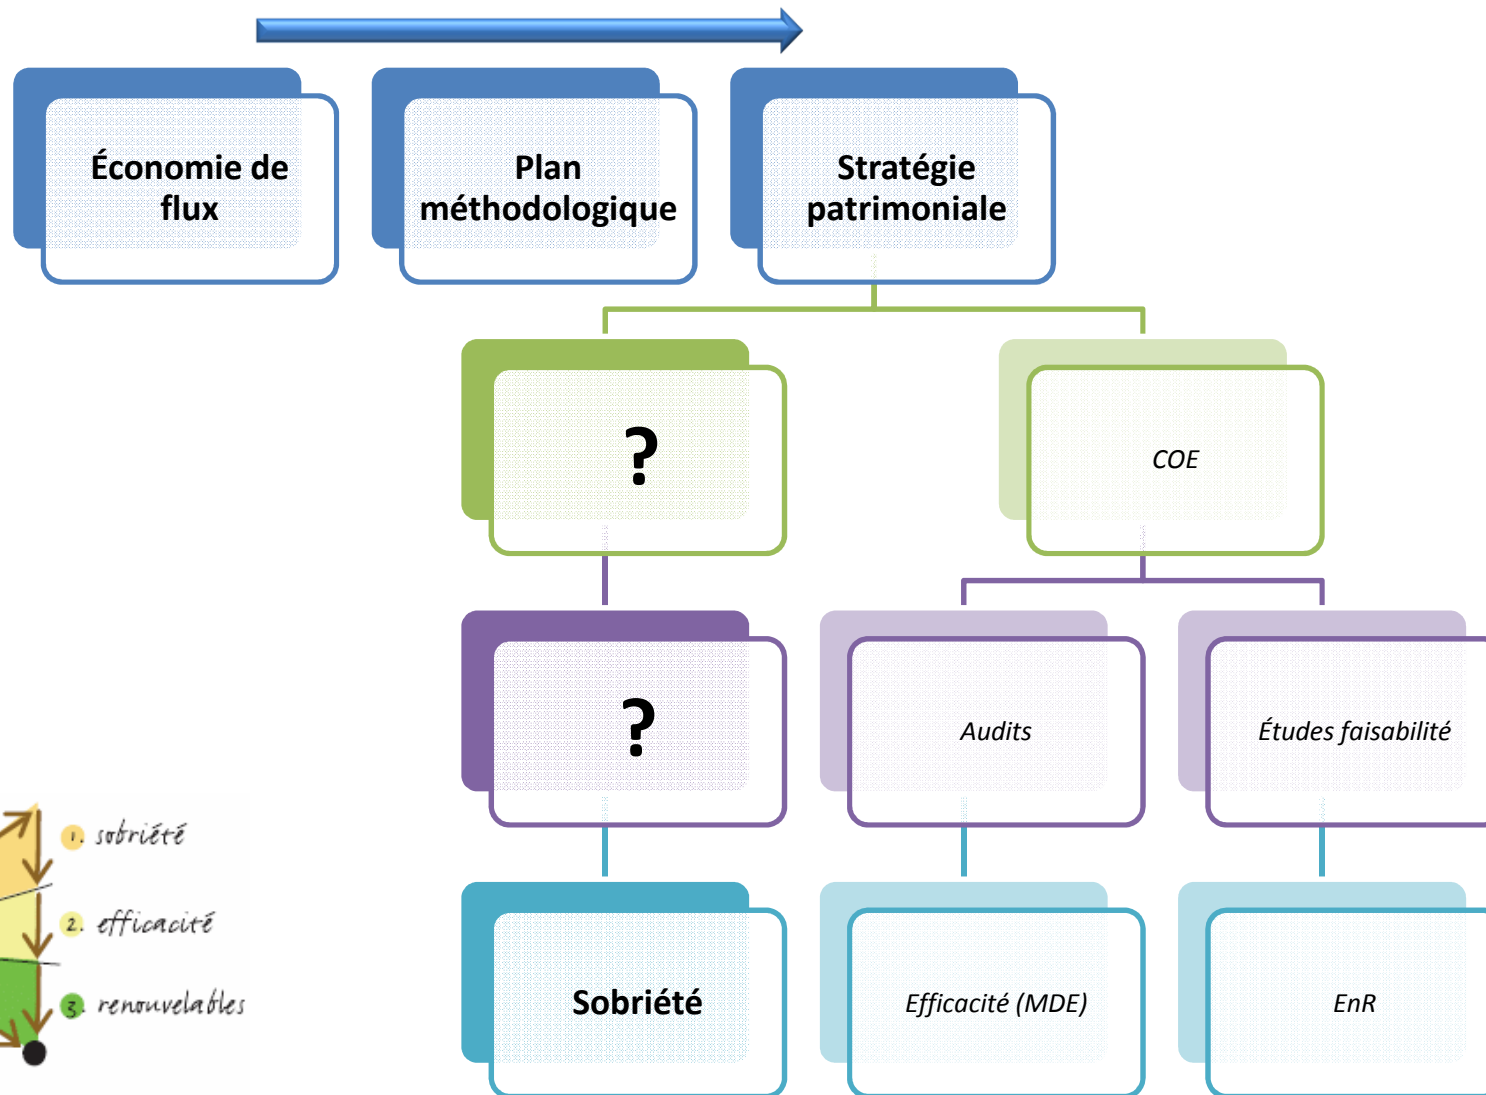 Économie de
flux
Plan
méthodologique
Stratégie
patrimoniale
?
COE
?
Audits
Études faisabilité
1. sobriété
2. efficacité
3. renouvelables
Sobriété
Efficacité (MDE)
EnR